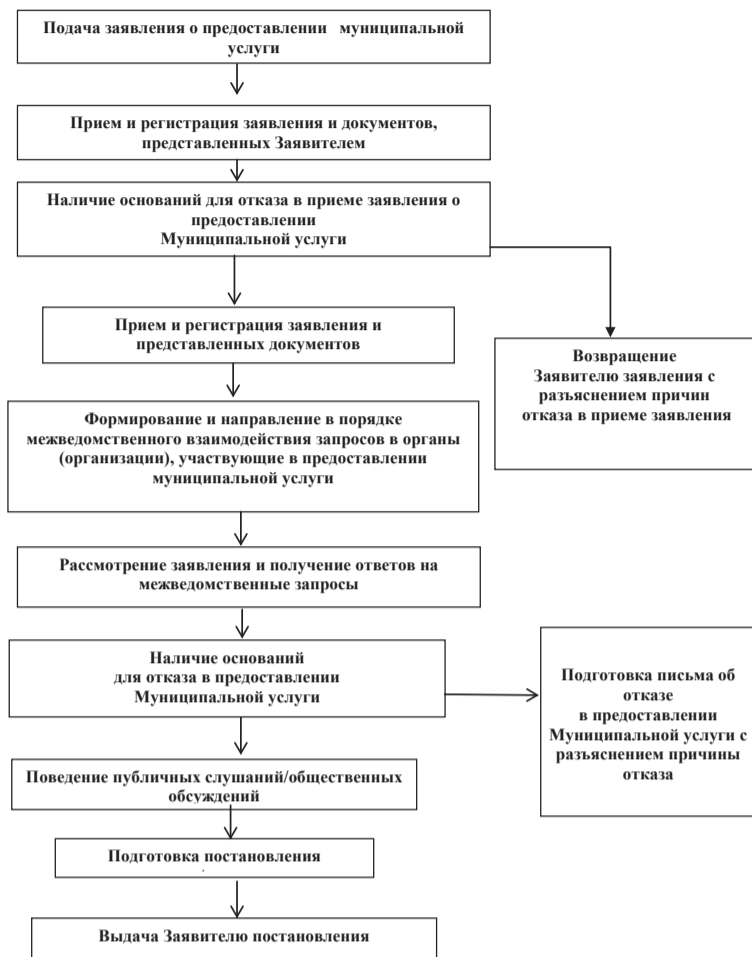 Подача заявления о предоставлении муниципальной
услуги
Прием и регистрация заявления и документов,
представленных Заявителем
Наличие оснований для отказа в приеме заявления о
предоставлении
Муниципальной услуги
Прием и регистрация заявления и
представленных документов
Возвращение
Заявителю заявления с
разъяснением причин
отказа в приеме заявления
Формирование и направление в порядке
межведомственного взаимодействия запросов в органы
(организации), участвующие в предоставлении
муниципальной услуги
Рассмотрение заявления и получение ответов на
межведомственные запросы
Наличие оснований
для отказа в предоставлении
Муниципальной услуги
Подготовка письма об
отказе
в предоставлении
Муниципальной услуги с
разъяснением причины
отказа
Поведение публичных слушаний/общественных
обсуждений
Подготовка постановления
.
Выдача Заявителю постановления